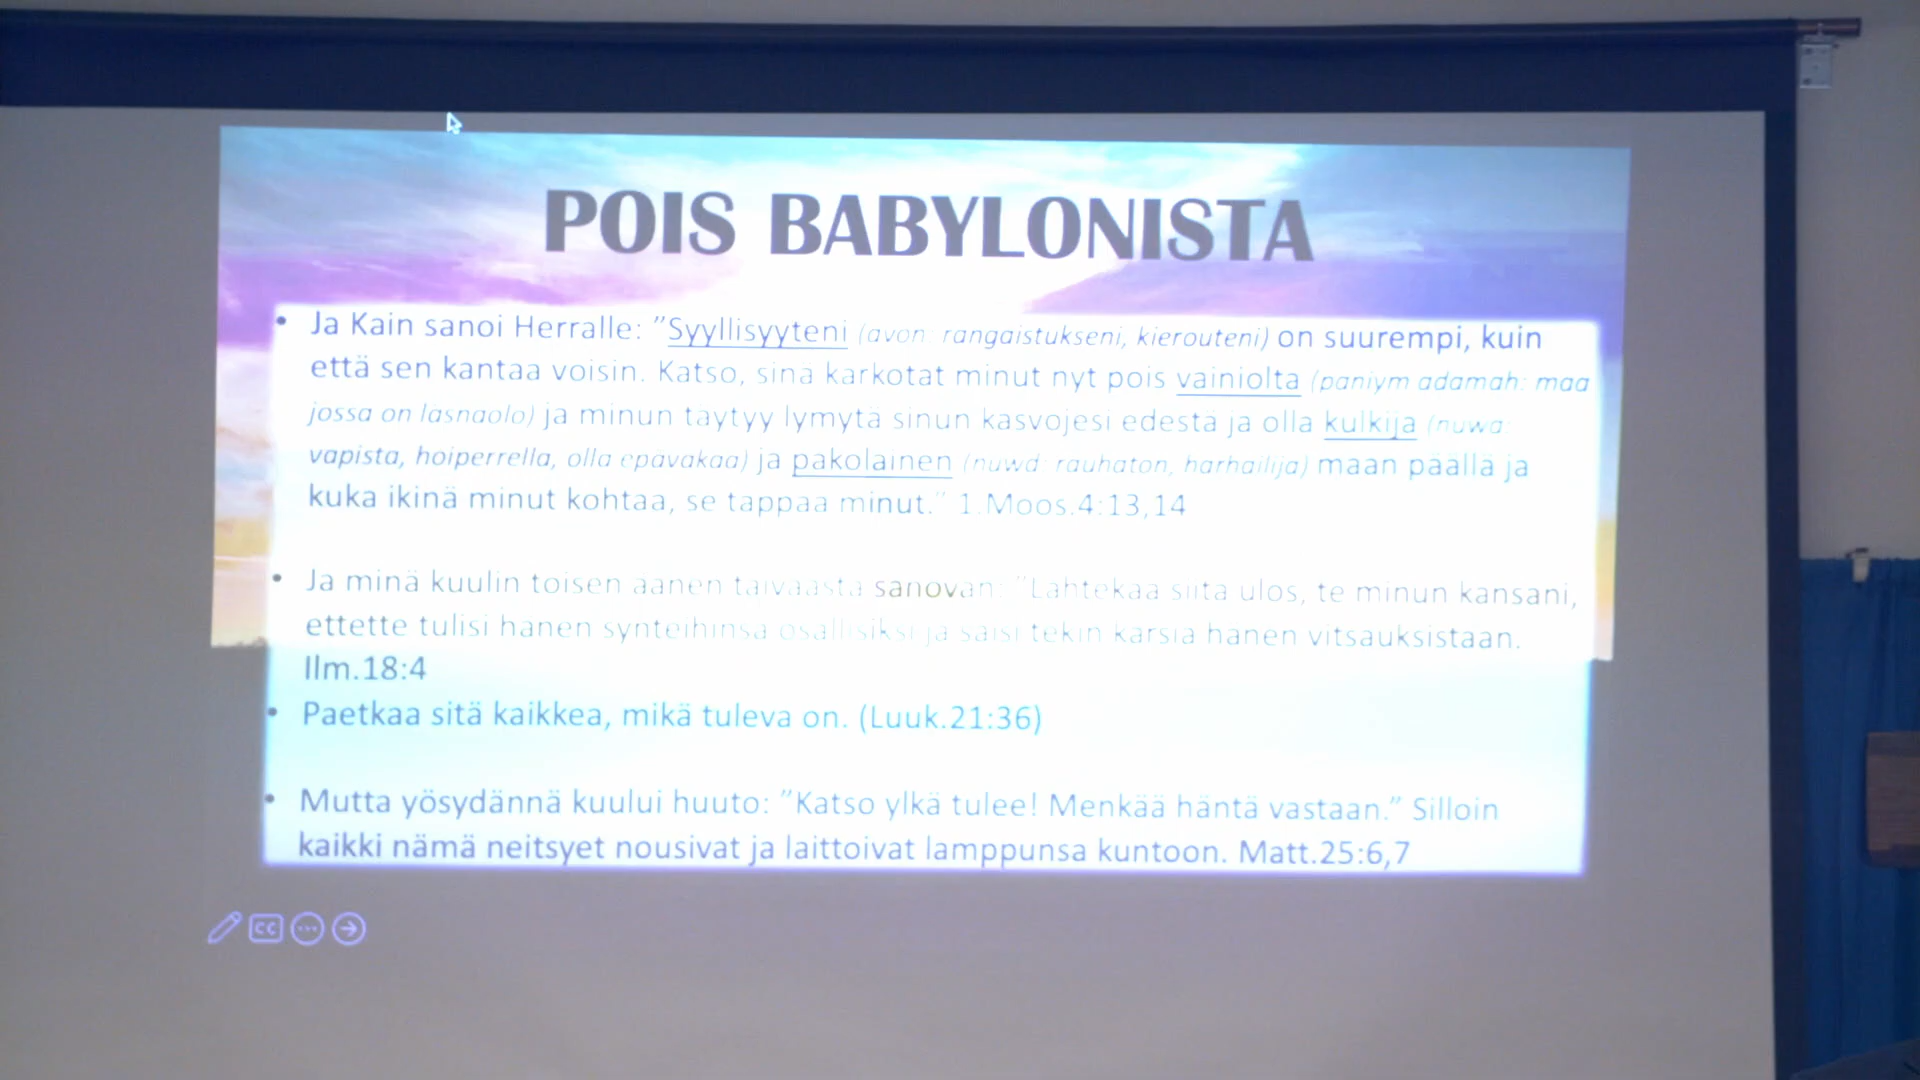 POIS BABYLONISTA
• Ja Kain sanoi Herralle: ”Syyllisyyteni (avon: rangaistukseni, kierouteni) on suurempi, kuin
että sen kantaa voisin. Katso, sinä karkotat minut nyt pois vainiolta (paniym adamah: maa
jossa on läsnäolo) ja minun täytyy lymytä sinun kasvojesi edestä ja olla kulkija (nuwa:
vapista, hoiperrella, olla epävakaa) ja pakolainen (nuwd: rauhaton, harhailija) maan päällä ja
kuka ikinä minut kohtaa, se tappaa minut.” 1.Moos.4:13,14
• Ja minä kuulin toisen äänen taivaasta sanovan: ”Lähtekää siitä ulos, te minun kansani,
ettette tulisi hänen synteihinsä osallisiksi ja saisi tekin kärsiä hänen vitsauksistaan.
Ilm.18:4
• Paetkaa sitä kaikkea, mikä tuleva on. (Luuk.21:36)
• Mutta yösydännä kuului huuto: ”Katso ylkä tulee! Menkää häntä vastaan.” Silloin
kaikki nämä neitsyet nousivat ja laittoivat lamppunsa kuntoon. Matt.25:6,7
CC